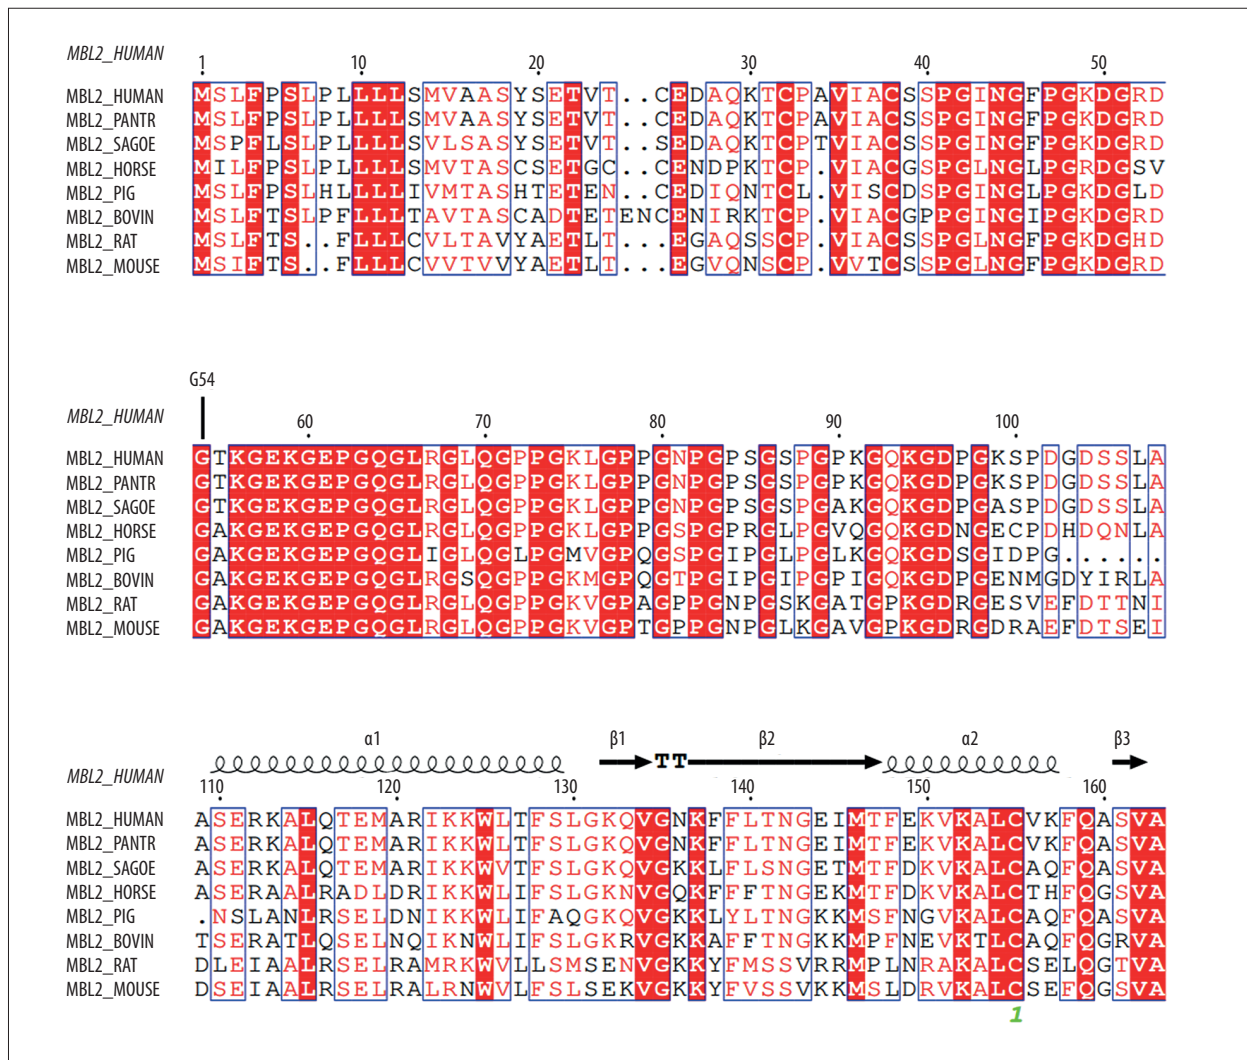 MBL2_HUMAN
1 10 20 30 40 50
MBL2_HUMAN MSLFPSLPLLLLSMVAASYSETVT..CEDAQKTCPAVIACSSPGINGFPGKDGRD
MBL2_PANTR MSLFPSLPLLLLSMVAASYSETVT..CEDAQKTCPAVIACSSPGINGFPGKDGRD
MBL2_SAGOE MSPFLSLPLLLLSVLSASYSETVT..SEDAQKTCPTVIACSSPGINGFPGKDGRD
MBL2_HORSE MILFPSLPLLLLSMVTASCSETGC..CENDPKTCP.VIACGSPGLNGLPGRDGSV
MBL2_PIG MSLFPSLHLLLLIVMTASHTETEN..CEDIQNTCL.VISCDSPGINGLPGKDGLD
MBL2_BOVIN MSLFTSLPFLLLTAVTASCADTETENCENIRKTCP.VIACGPPGINGIPGKDGRD
MBL2_RAT MSLFTS..FLLLCVLTAVYAETLT...EGAQSSCP.VIACSSPGLNGFPGKDGHD
MBL2_MOUSE MSIFTS..FLLLCVVTVVYAETLT...EGVQNSCP.VVTCSSPGLNGFPGKDGRD
G54
MBL2_HUMAN
60 70 80 90 100
MBL2_HUMAN GTKGEKGEPGQGLRGLQGPPGKLGPPGNPGPSGSPGPKGQKGDPGKSPDGDSSLA
MBL2_PANTR GTKGEKGEPGQGLRGLQGPPGKLGPPGNPGPSGSPGPKGQKGDPGKSPDGDSSLA
MBL2_SAGOE GTKGEKGEPGQGLRGLQGPPGKLGPPGNPGPSGSPGAKGQKGDPGASPDGDSSLA
MBL2_HORSE GAKGEKGEPGQGLRGLQGPPGKLGPPGSPGPRGLPGVQGQKGDNGECPDHDQNLA
MBL2_PIG GAKGEKGEPGQGLIGLQGLPGMVGPQGSPGIPGLPGLKGQKGDSGIDPG......
MBL2_BOVIN GAKGEKGEPGQGLRGSQGPPGKMGPQGTPGIPGIPGPIGQKGDPGENMGDYIRLA
MBL2_RAT GAKGEKGEPGQGLRGLQGPPGKVGPAGPPGNPGSKGATGPKGDRGESVEFDTTNI
MBL2_MOUSE GAKGEKGEPGQGLRGLQGPPGKVGPTGPPGNPGLKGAVGPKGDRGDRAEFDTSEI
α1 β1 β2 α2 β3
MBL2_HUMAN TT
110 120 130 140 150 160
MBL2_HUMAN ASERKALQTEMARIKKWLTFSLGKQVGNKFFLTNGEIMTFEKVKALCVKFQASVA
MBL2_PANTR ASERKALQTEMARIKKWLTFSLGKQVGNKFFLTNGEIMTFEKVKALCVKFQASVA
MBL2_SAGOE ASERKALQTEMARIKKWVTFSLGKQVGKKLFLSNGETMTFEKVKALCAQFQASVA
MBL2_HORSE ASERAALRADLDRIKKWLIFSLGKNVGQKFFFTNGEKMTFDKVKALCTHFQGSVA
MBL2_PIG .NSLANLRSELDNIKKWLIFAQGKQVGKKLYLTNGKKMSFNGVKALCAQFQASVA
MBL2_BOVIN TSERATLQSELNQIKNWLIFSLGKRVGKKAFFTNGKKMPFNEVKTLCAQFQGRVA
MBL2_RAT DLEIAALRSELRAMRKWVLLSMSENVGKKYFMSSVRRMPLNRAKALCSELQGTVA
MBL2_MOUSE DSEIAALRSELRALRNWVLFSLSEKVGKKYFVSSVKKMSLDRVKALCSEFQGSVA
1